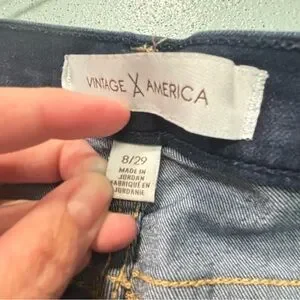 VINTAGE X AMERICA
8/29
MADE IN
JORDAN
FABRIQUÉ EN
JORDANIE